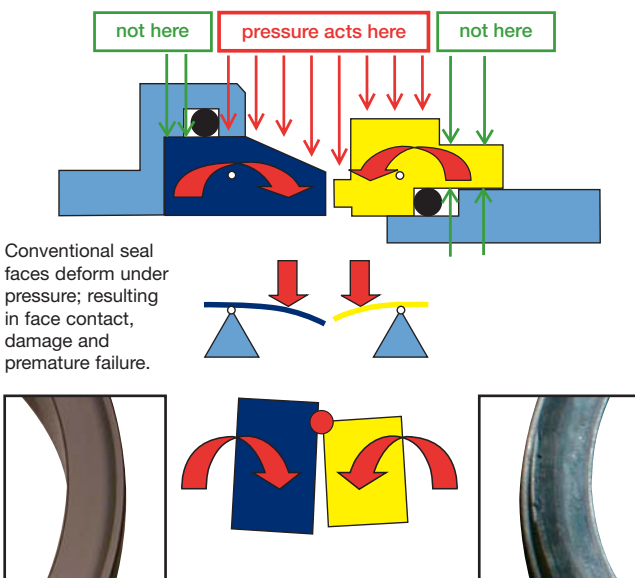 not here
pressure acts here
not here
Conventional seal
faces deform under
pressure; resulting
in face contact,
damage and
premature failure.